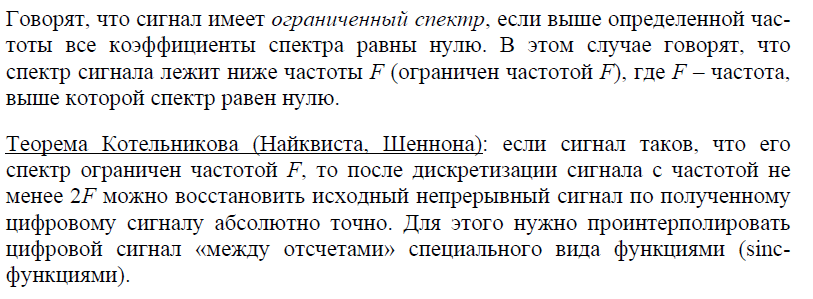 Говорят, что сигнал имеет ограниченный спектр, если выше определенной час-
тоты все коэффициенты спектра равны нулю. В этом случае говорят, что
спектр сигнала лежит ниже частоты F (ограничен частотой F), где F – частота,
выше которой спектр равен нулю.
Теорема Котельникова (Найквиста, Шеннона): если сигнал таков, что его
спектр ограничен частотой F, то после дискретизации сигнала с частотой не
менее 2F можно восстановить исходный непрерывный сигнал по полученному
цифровому сигналу абсолютно точно. Для этого нужно проинтерполировать
цифровой сигнал «между отсчетами» специального вида функциями (sinc-
функциями).